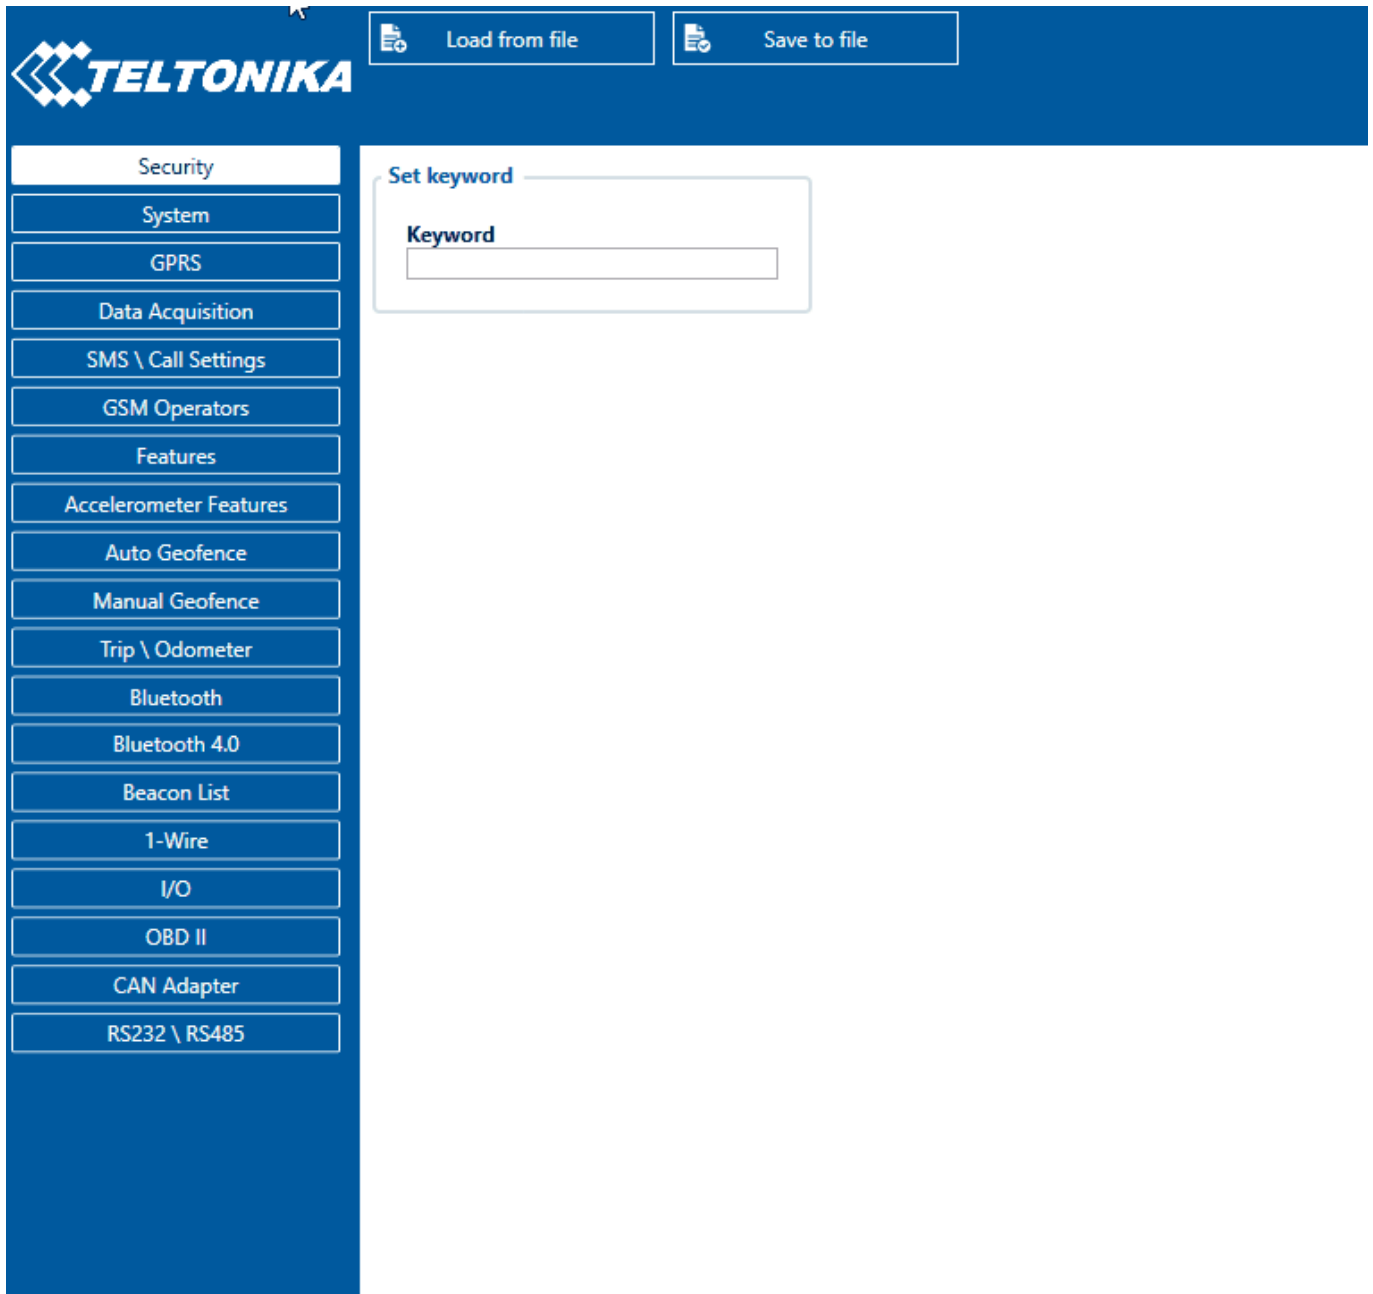 TELTONIKA
Load from file
Save to file
Security
System
GPRS
Data Acquisition
SMS \ Call Settings
GSM Operators
Features
Accelerometer Features
Auto Geofence
Manual Geofence
Trip \ Odometer
Bluetooth
Bluetooth 4.0
Beacon List
1-Wire
I/O
OBD II
CAN Adapter
RS232 \ RS485
Set keyword
Keyword